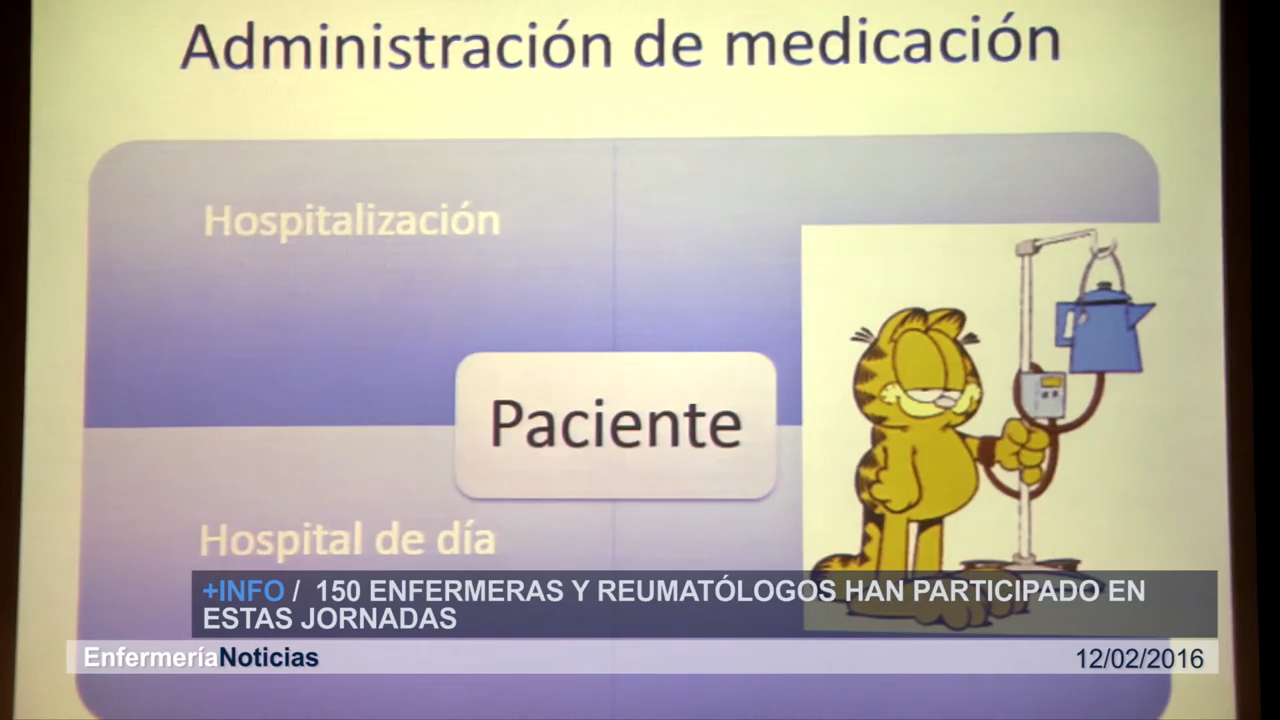 Administración de medicación
Hospitalización
Paciente
Hospital de día
+INFO / 150 ENFERMERAS Y REUMATÓLOGOS HAN PARTICIPADO EN
ESTAS JORNADAS
EnfermeríaNoticias
12/02/2016